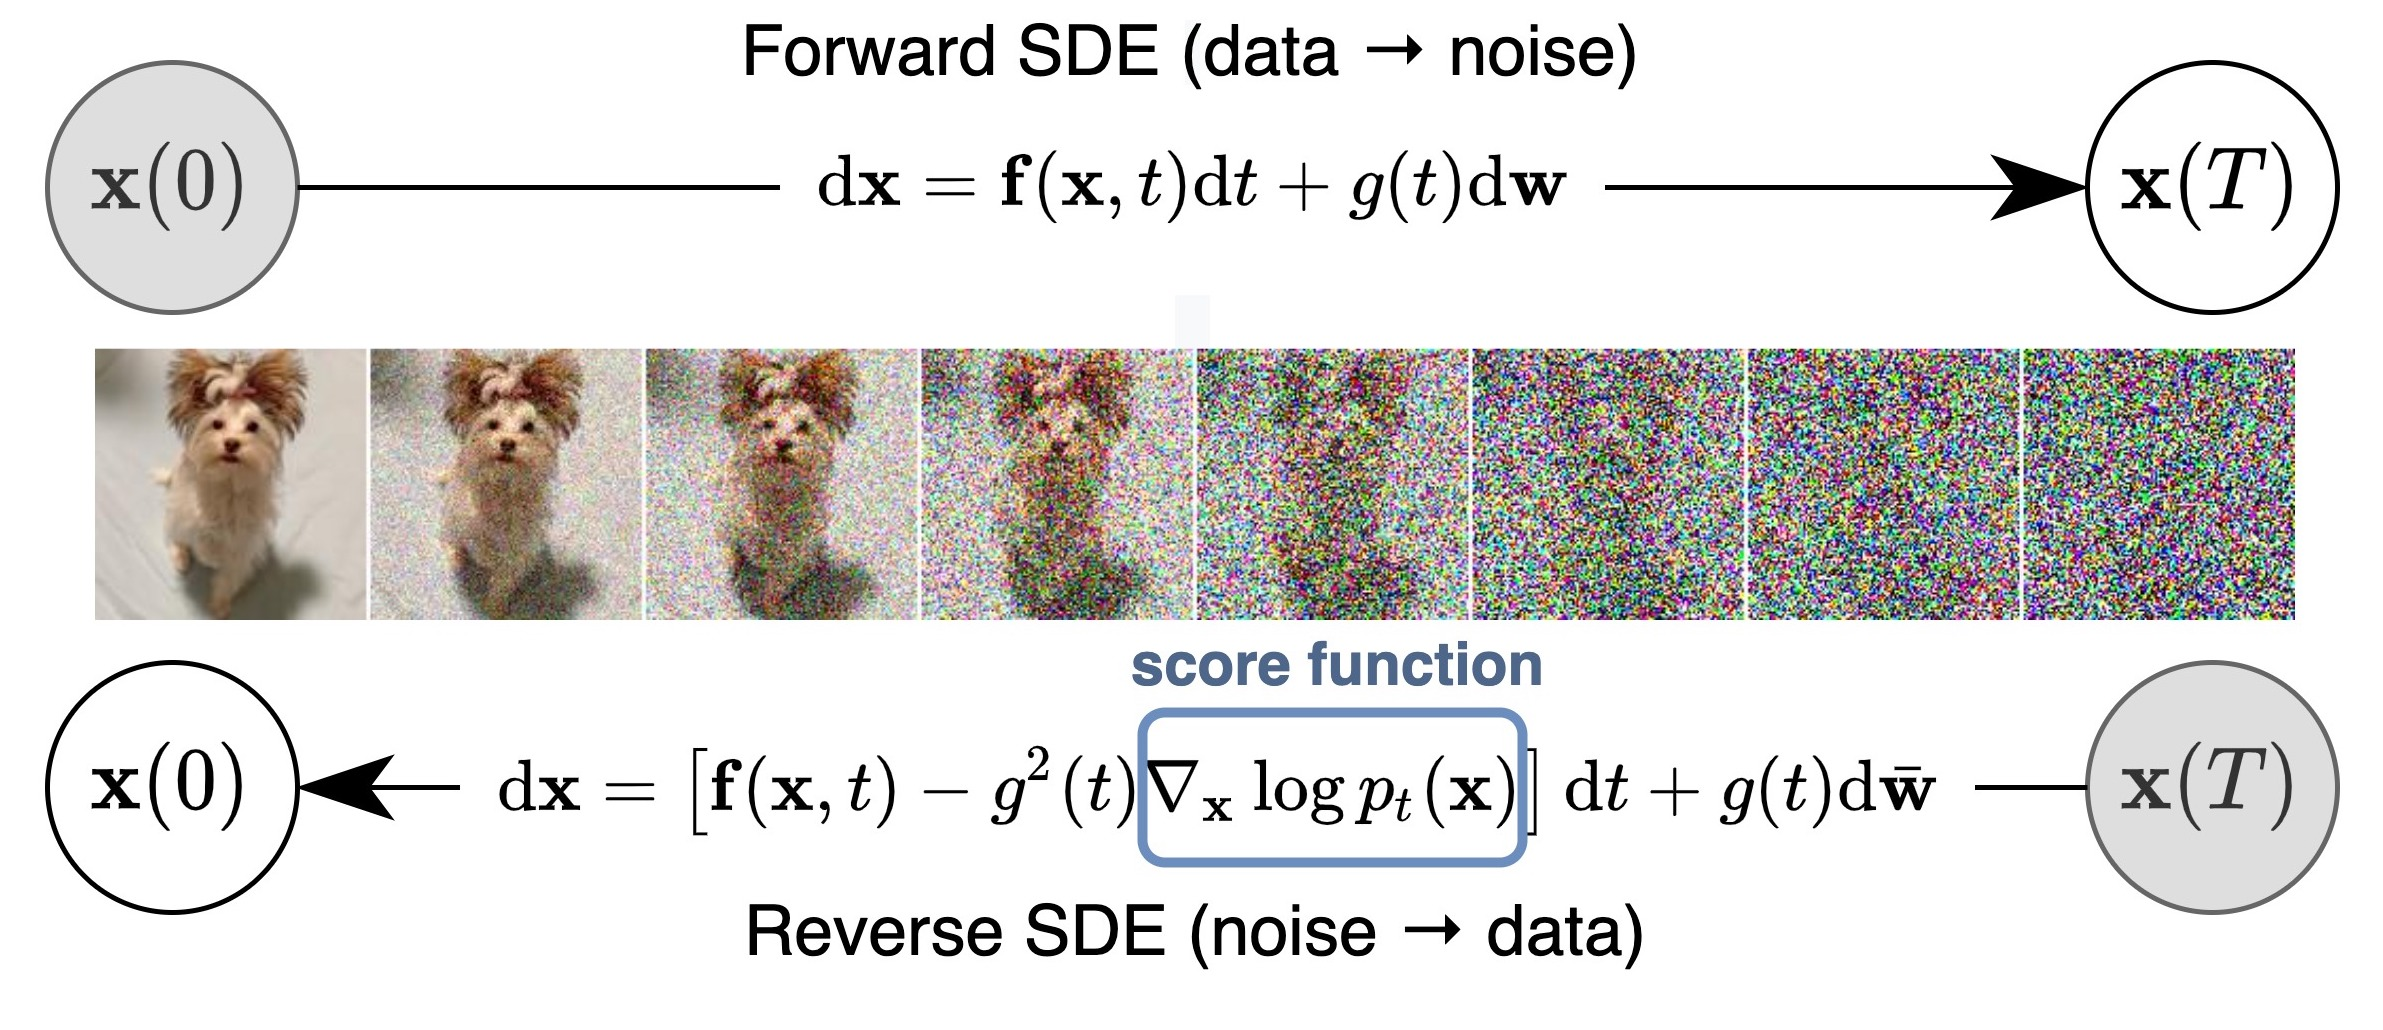 Forward SDE (data → noise)
x(0) dx = f(x, t)dt + g(t)dw x(T)
score function
x(0) dx = [f(x, t) − g²(t)∇ₓ log pₜ(x)] dt + g(t)dw̄ x(T)
Reverse SDE (noise → data)